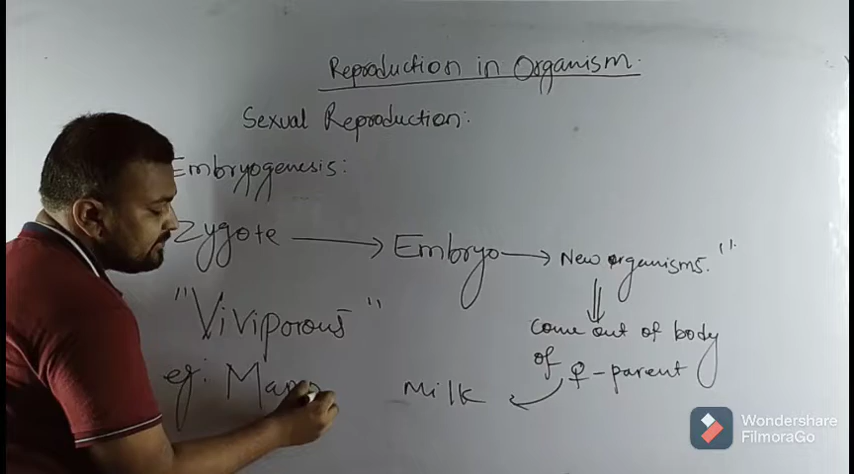 Reproduction in Organism.
Sexual Reproduction:
Embryogenesis:
Zygote → Embryo → New organisms."
"Viviporous"
come out of body
of ♀-parent
eg: Mam
Milk
Wondershare
FilmoraGo